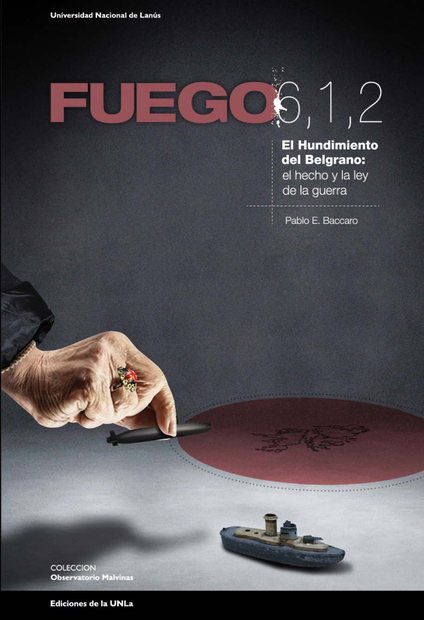 Universidad Nacional de Lanús
FUEGO 6,1,2
El Hundimiento
del Belgrano:
el hecho y la ley
de la guerra
Pablo E. Baccaro
COLECCION
Observatorio Malvinas
Ediciones de la UNLa